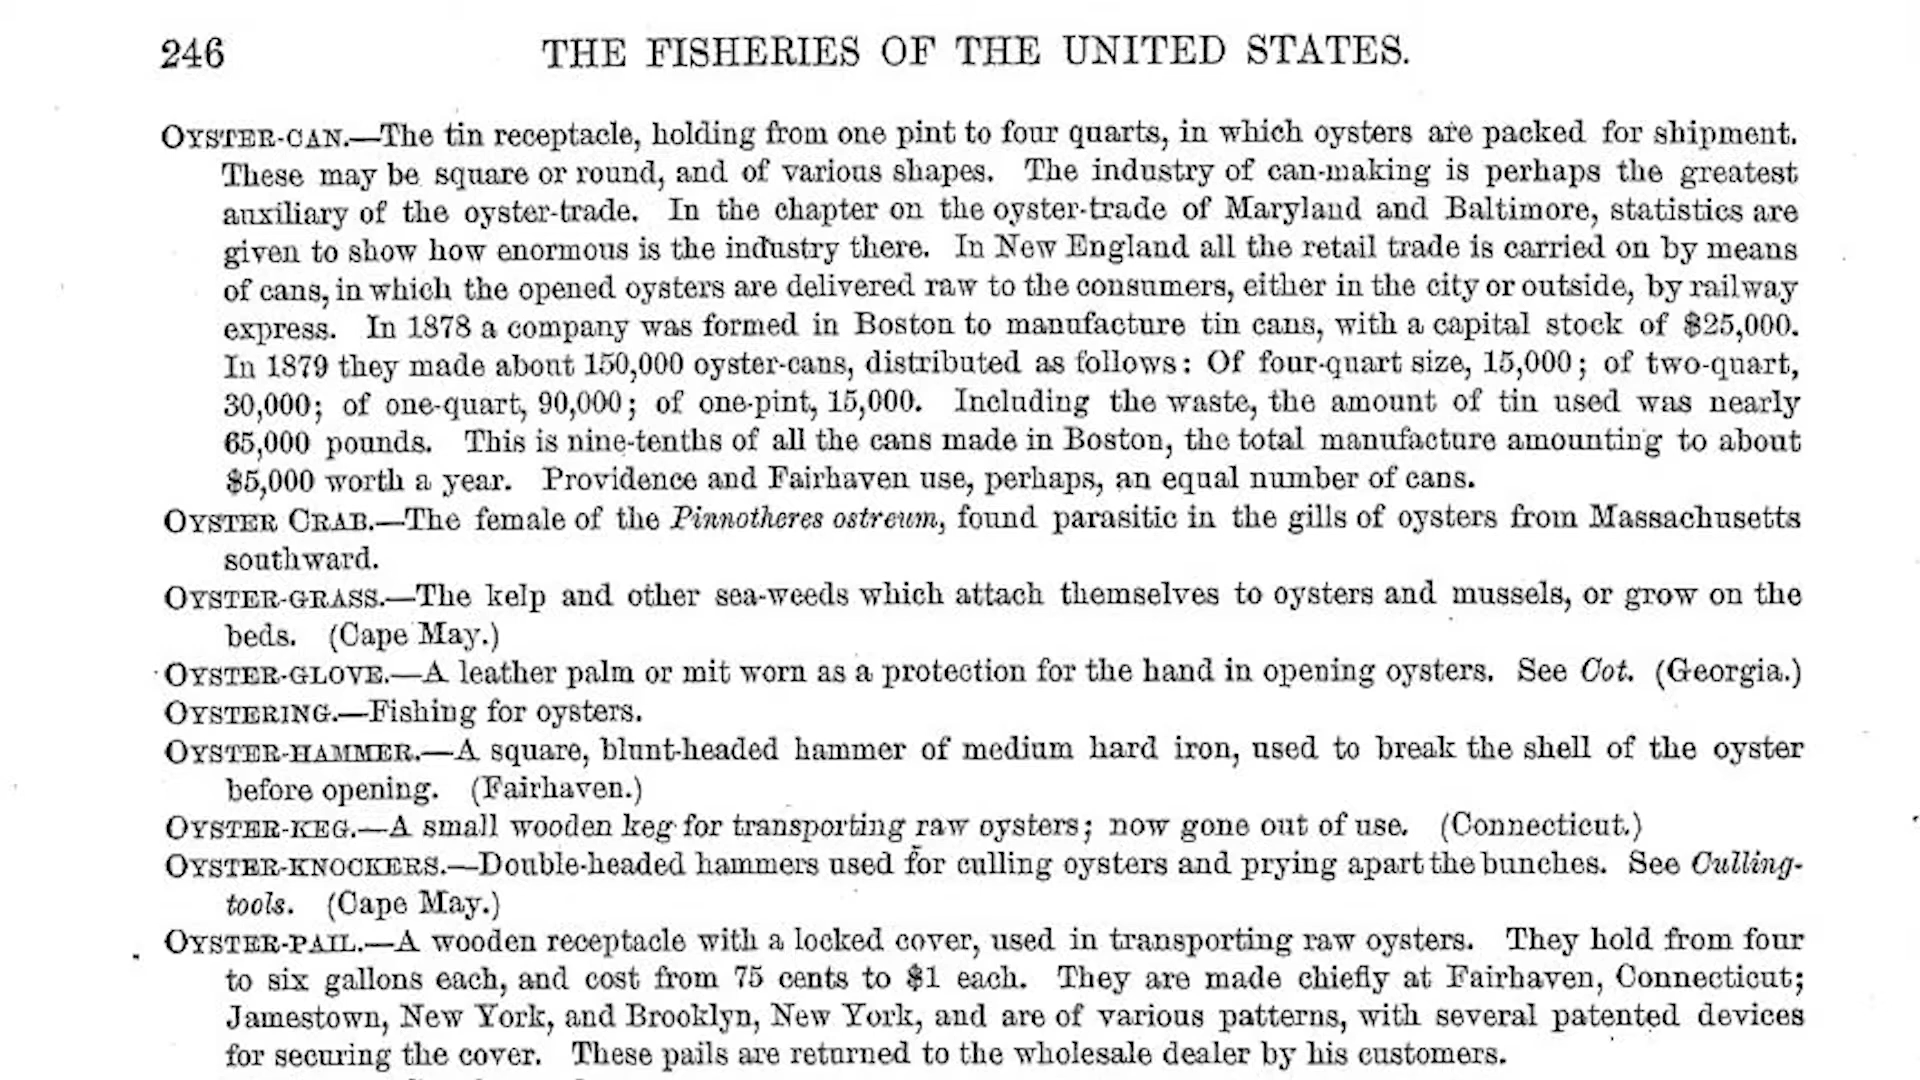 246 THE FISHERIES OF THE UNITED STATES.
OYSTER-CAN.—The tin receptacle, holding from one pint to four quarts, in which oysters are packed for shipment.
These may be square or round, and of various shapes. The industry of can-making is perhaps the greatest
auxiliary of the oyster-trade. In the chapter on the oyster-trade of Maryland and Baltimore, statistics are
given to show how enormous is the industry there. In New England all the retail trade is carried on by means
of cans, in which the opened oysters are delivered raw to the consumers, either in the city or outside, by railway
express. In 1878 a company was formed in Boston to manufacture tin cans, with a capital stock of $25,000.
In 1879 they made about 150,000 oyster-cans, distributed as follows: Of four-quart size, 15,000; of two-quart,
30,000; of one-quart, 90,000; of one-pint, 15,000. Including the waste, the amount of tin used was nearly
65,000 pounds. This is nine-tenths of all the cans made in Boston, the total manufacture amounting to about
$5,000 worth a year. Providence and Fairhaven use, perhaps, an equal number of cans.
OYSTER CRAB.—The female of the Pinnotheres ostreum, found parasitic in the gills of oysters from Massachusetts
southward.
OYSTER-GRASS.—The kelp and other sea-weeds which attach themselves to oysters and mussels, or grow on the
beds. (Cape May.)
OYSTER-GLOVE.—A leather palm or mit worn as a protection for the hand in opening oysters. See Cot. (Georgia.)
OYSTERING.—Fishing for oysters.
OYSTER-HAMMER.—A square, blunt-headed hammer of medium hard iron, used to break the shell of the oyster
before opening. (Fairhaven.)
OYSTER-KEG.—A small wooden keg for transporting raw oysters; now gone out of use. (Connecticut.)
OYSTER-KNOCKERS.—Double-headed hammers used for culling oysters and prying apart the bunches. See Culling-
tools. (Cape May.)
OYSTER-PAIL.—A wooden receptacle with a locked cover, used in transporting raw oysters. They hold from four
to six gallons each, and cost from 75 cents to $1 each. They are made chiefly at Fairhaven, Connecticut;
Jamestown, New York, and Brooklyn, New York, and are of various patterns, with several patented devices
for securing the cover. These pails are returned to the wholesale dealer by his customers.